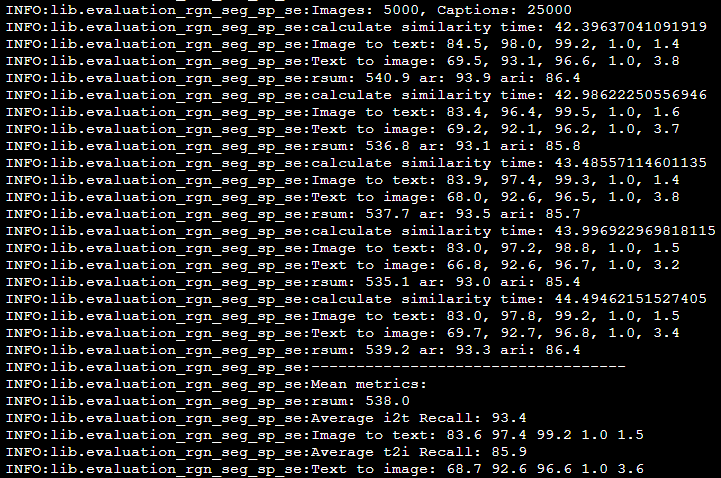 INFO:lib.evaluation_rgn_seg_sp_se:Images: 5000, Captions: 25000
INFO:lib.evaluation_rgn_seg_sp_se:calculate similarity time: 42.39637041091919
INFO:lib.evaluation_rgn_seg_sp_se:Image to text: 84.5, 98.0, 99.2, 1.0, 1.4
INFO:lib.evaluation_rgn_seg_sp_se:Text to image: 69.5, 93.1, 96.6, 1.0, 3.8
INFO:lib.evaluation_rgn_seg_sp_se:rsum: 540.9 ar: 93.9 ari: 86.4
INFO:lib.evaluation_rgn_seg_sp_se:calculate similarity time: 42.98622250556946
INFO:lib.evaluation_rgn_seg_sp_se:Image to text: 83.4, 96.4, 99.5, 1.0, 1.6
INFO:lib.evaluation_rgn_seg_sp_se:Text to image: 69.2, 92.1, 96.2, 1.0, 3.7
INFO:lib.evaluation_rgn_seg_sp_se:rsum: 536.8 ar: 93.1 ari: 85.8
INFO:lib.evaluation_rgn_seg_sp_se:calculate similarity time: 43.48557114601135
INFO:lib.evaluation_rgn_seg_sp_se:Image to text: 83.9, 97.4, 99.3, 1.0, 1.4
INFO:lib.evaluation_rgn_seg_sp_se:Text to image: 68.0, 92.6, 96.5, 1.0, 3.8
INFO:lib.evaluation_rgn_seg_sp_se:rsum: 537.7 ar: 93.5 ari: 85.7
INFO:lib.evaluation_rgn_seg_sp_se:calculate similarity time: 43.996922969818115
INFO:lib.evaluation_rgn_seg_sp_se:Image to text: 83.0, 97.2, 98.8, 1.0, 1.5
INFO:lib.evaluation_rgn_seg_sp_se:Text to image: 66.8, 92.6, 96.7, 1.0, 3.2
INFO:lib.evaluation_rgn_seg_sp_se:rsum: 535.1 ar: 93.0 ari: 85.4
INFO:lib.evaluation_rgn_seg_sp_se:calculate similarity time: 44.49462151527405
INFO:lib.evaluation_rgn_seg_sp_se:Image to text: 83.0, 97.8, 99.2, 1.0, 1.5
INFO:lib.evaluation_rgn_seg_sp_se:Text to image: 69.7, 92.7, 96.8, 1.0, 3.4
INFO:lib.evaluation_rgn_seg_sp_se:rsum: 539.2 ar: 93.3 ari: 86.4
INFO:lib.evaluation_rgn_seg_sp_se:-----------------------------------
INFO:lib.evaluation_rgn_seg_sp_se:Mean metrics:
INFO:lib.evaluation_rgn_seg_sp_se:rsum: 538.0
INFO:lib.evaluation_rgn_seg_sp_se:Average i2t Recall: 93.4
INFO:lib.evaluation_rgn_seg_sp_se:Image to text: 83.6 97.4 99.2 1.0 1.5
INFO:lib.evaluation_rgn_seg_sp_se:Average t2i Recall: 85.9
INFO:lib.evaluation_rgn_seg_sp_se:Text to image: 68.7 92.6 96.6 1.0 3.6